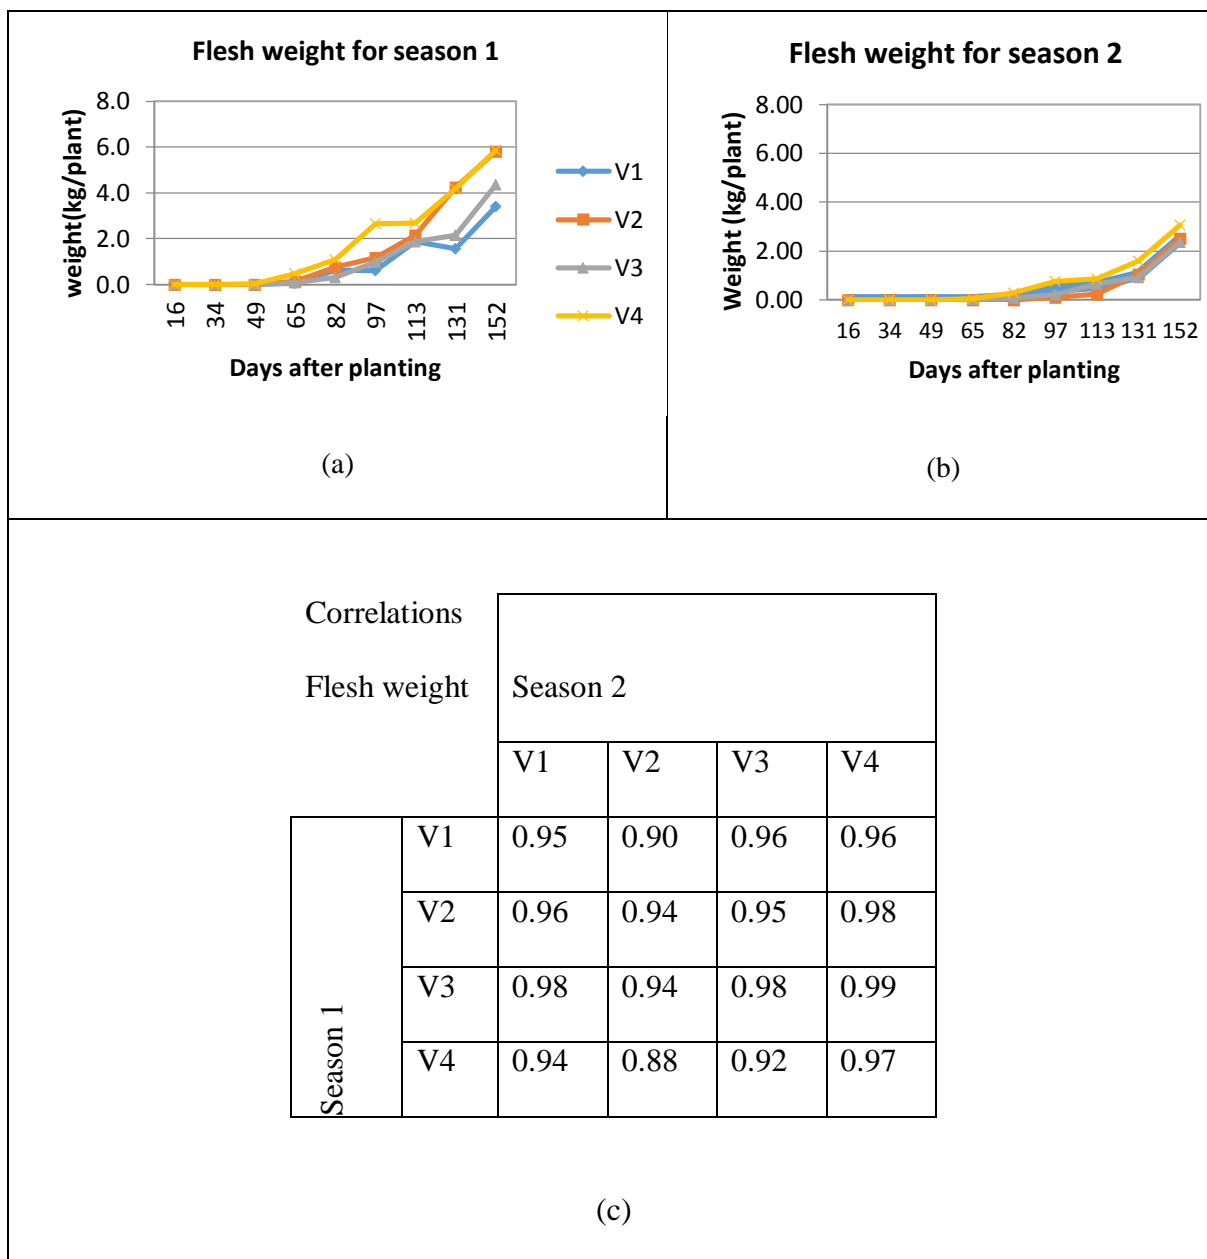 Flesh weight for season 1
weight(kg/plant)
8.0
6.0
4.0
2.0
0.0
16 34 49 65 82 97 113 131 152
Days after planting
V1
V2
V3
V4
(a)
Flesh weight for season 2
Weight (kg/plant)
8.00
6.00
4.00
2.00
0.00
16 34 49 65 82 97 113 131 152
Days after planting
(b)
Correlations
Flesh weight Season 2
V1 V2 V3 V4
Season 1
V1 0.95 0.90 0.96 0.96
V2 0.96 0.94 0.95 0.98
V3 0.98 0.94 0.98 0.99
V4 0.94 0.88 0.92 0.97
(c)